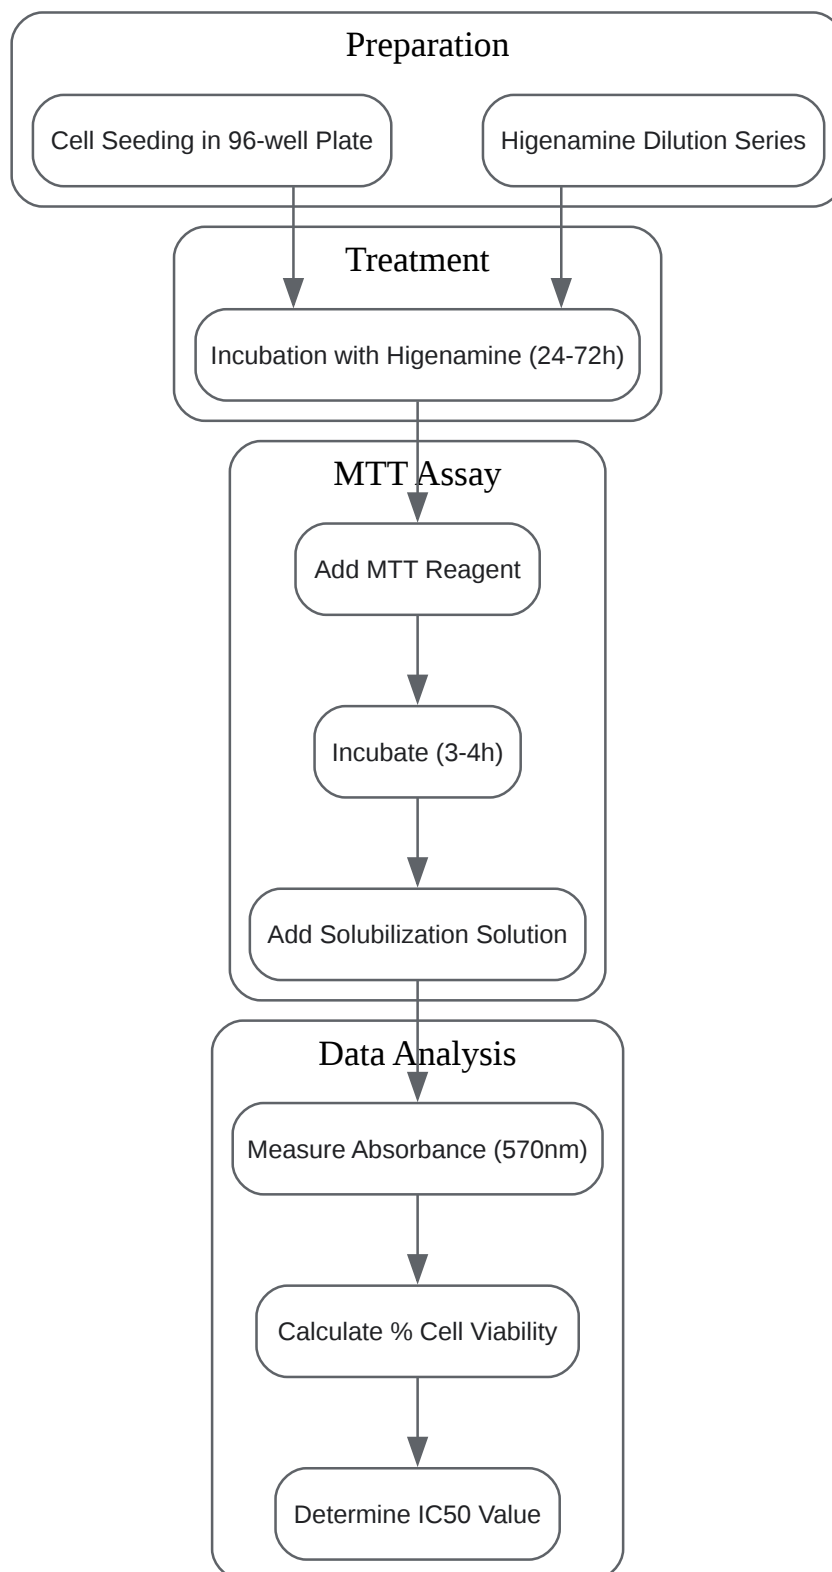 Preparation
Cell Seeding in 96-well Plate
Higenamine Dilution Series
Treatment
Incubation with Higenamine (24-72h)
MTT Assay
Add MTT Reagent
Incubate (3-4h)
Add Solubilization Solution
Data Analysis
Measure Absorbance (570nm)
Calculate % Cell Viability
Determine IC50 Value